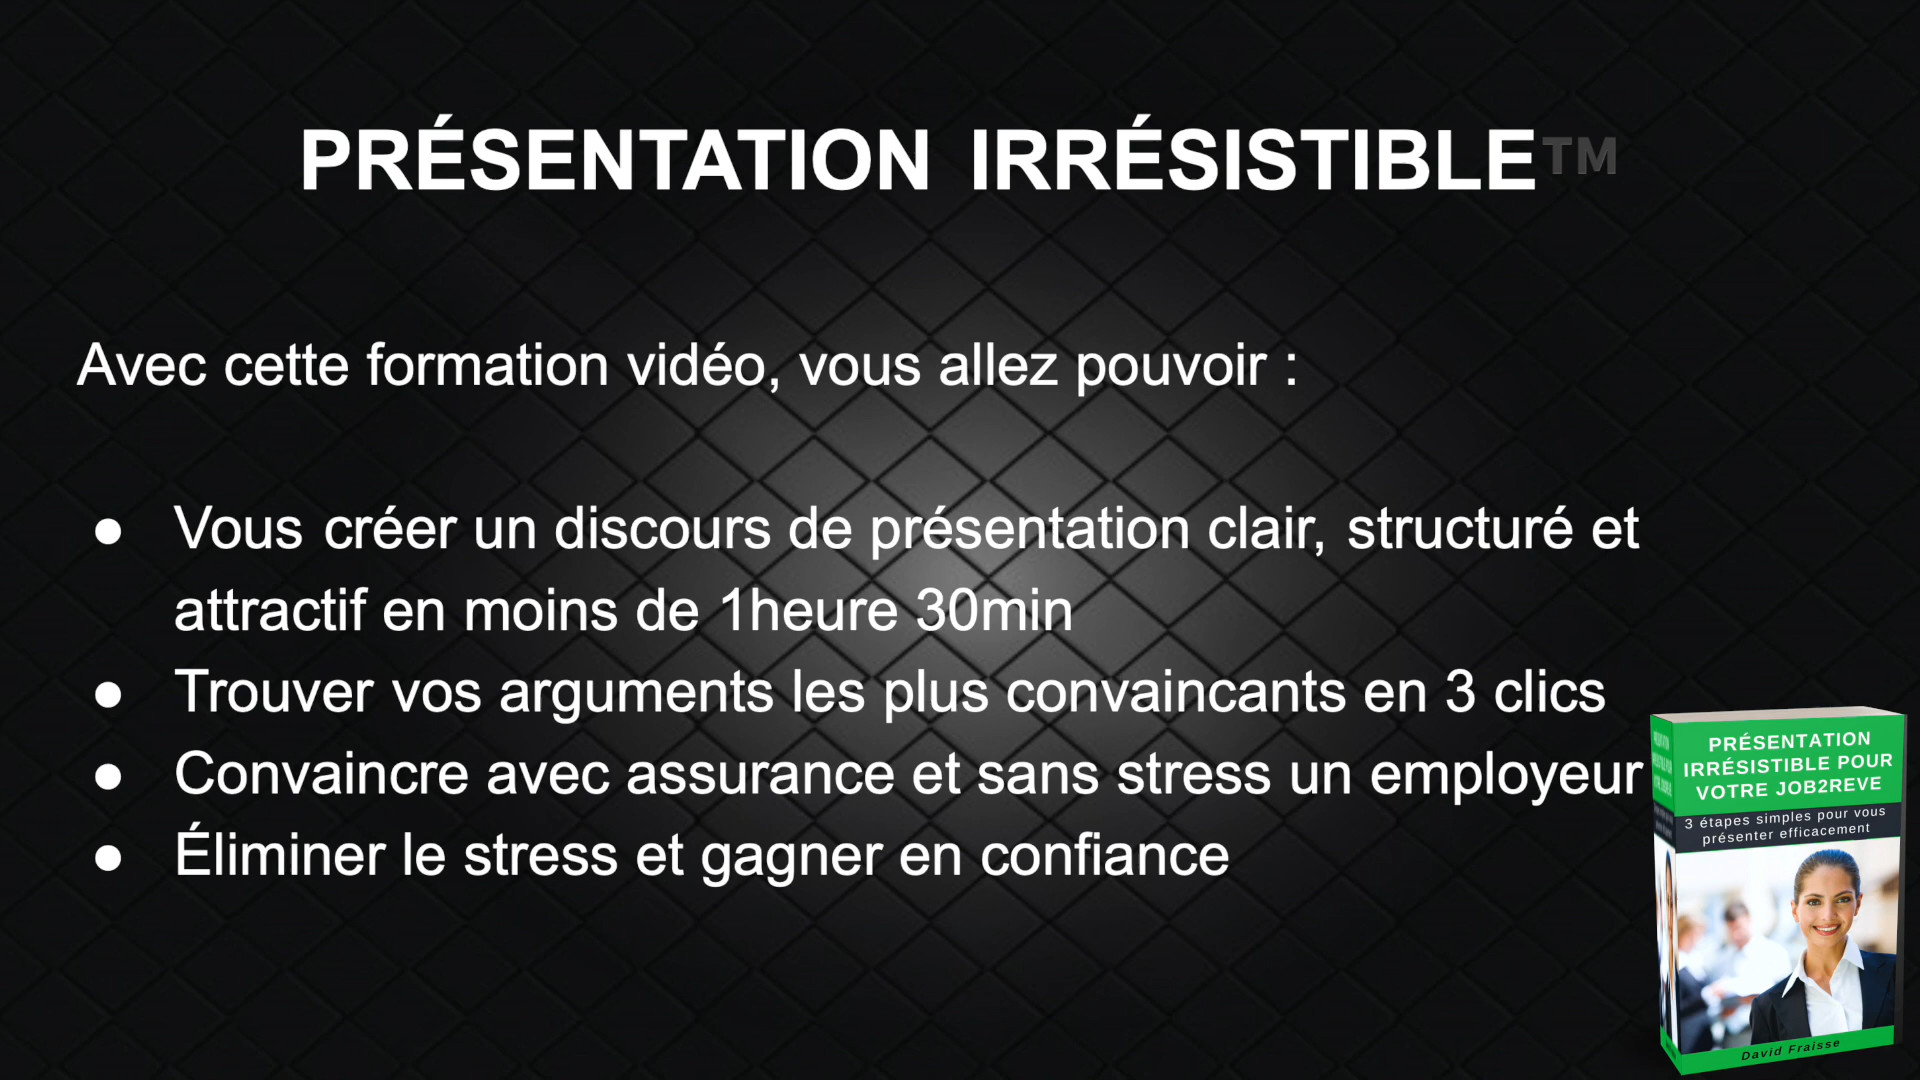 PRÉSENTATION IRRÉSISTIBLE™
Avec cette formation vidéo, vous allez pouvoir :
● Vous créer un discours de présentation clair, structuré et
attractif en moins de 1heure 30min
● Trouver vos arguments les plus convaincants en 3 clics
● Convaincre avec assurance et sans stress un employeur
● Éliminer le stress et gagner en confiance
PRÉSENTATION
IRRÉSISTIBLE POUR
VOTRE JOB2REVE
3 étapes simples pour vous
présenter efficacement
David Fraisse